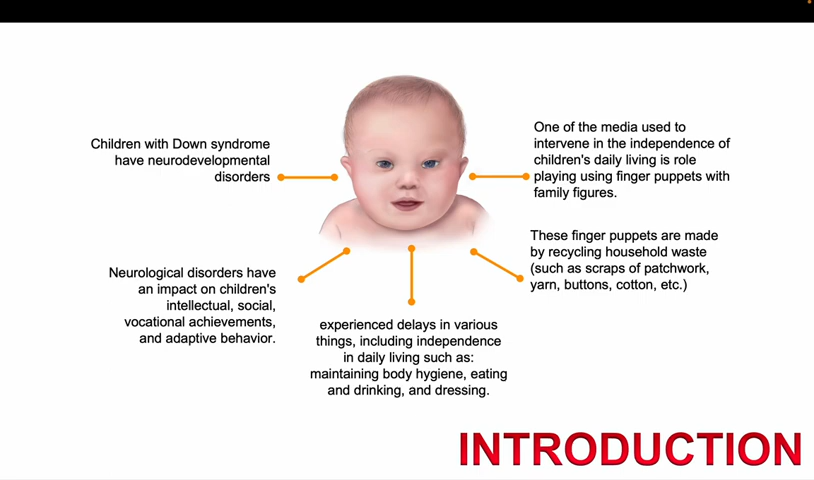 Children with Down syndrome
have neurodevelopmental
disorders
Neurological disorders have
an impact on children's
intellectual, social,
vocational achievements,
and adaptive behavior.
experienced delays in various
things, including independence
in daily living such as:
maintaining body hygiene, eating
and drinking, and dressing.
One of the media used to
intervene in the independence of
children's daily living is role
playing using finger puppets with
family figures.
These finger puppets are made
by recycling household waste
(such as scraps of patchwork,
yarn, buttons, cotton, etc.)
INTRODUCTION